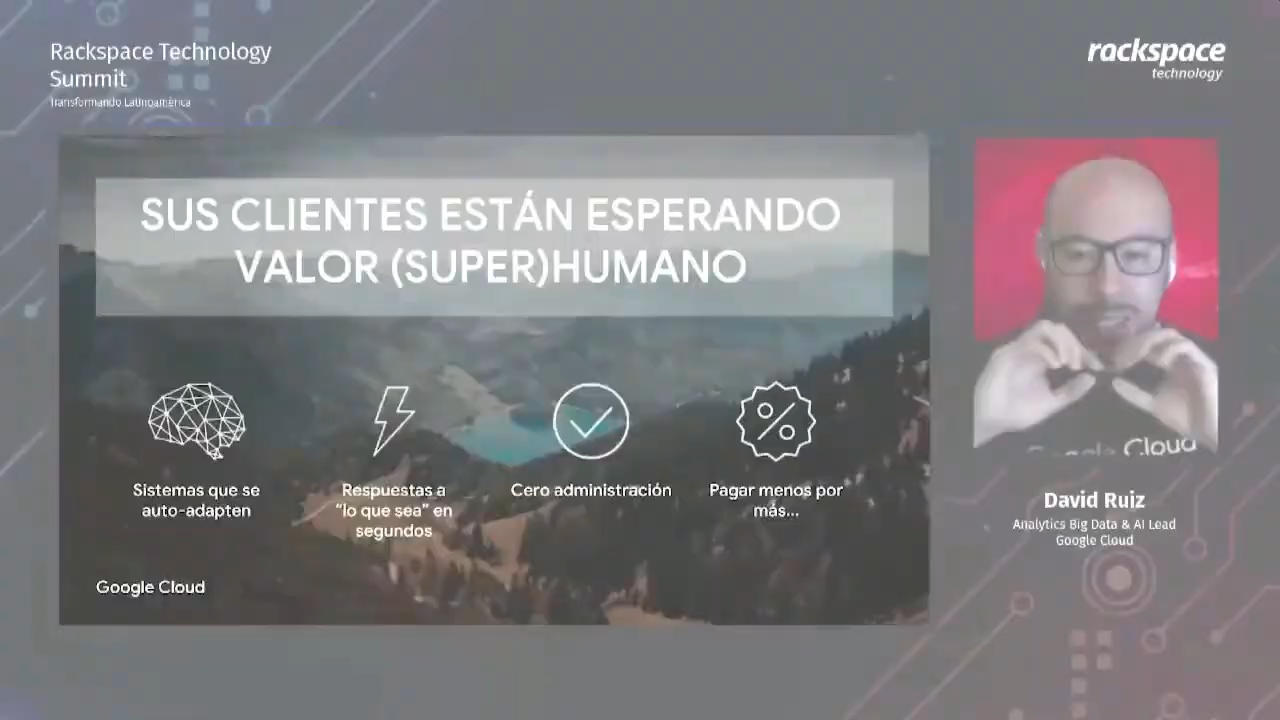 Rackspace Technology
Summit
Transformando Latinoamérica
rackspace
technology
SUS CLIENTES ESTÁN ESPERANDO
VALOR (SUPER)HUMANO
Sistemas que se
auto-adapten
Respuestas a
“lo que sea” en
segundos
Cero administración
Pagar menos por
más...
Google Cloud
Google Cloud
David Ruiz
Analytics Big Data & AI Lead
Google Cloud